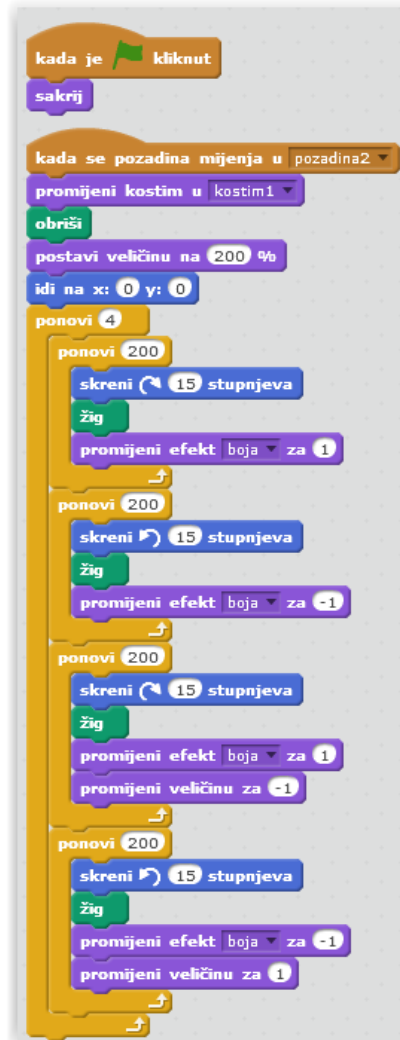 kada je kliknut
sakrij
kada se pozadina mijenja u pozadina2
promijeni kostim u kostim1
obriši
postavi veličinu na 200 %
idi na x: 0 y: 0
ponovi 4
ponovi 200
skreni 15 stupnjeva
žig
promijeni efekt boja za 1
ponovi 200
skreni 15 stupnjeva
žig
promijeni efekt boja za -1
ponovi 200
skreni 15 stupnjeva
žig
promijeni efekt boja za 1
promijeni veličinu za -1
ponovi 200
skreni 15 stupnjeva
žig
promijeni efekt boja za -1
promijeni veličinu za 1